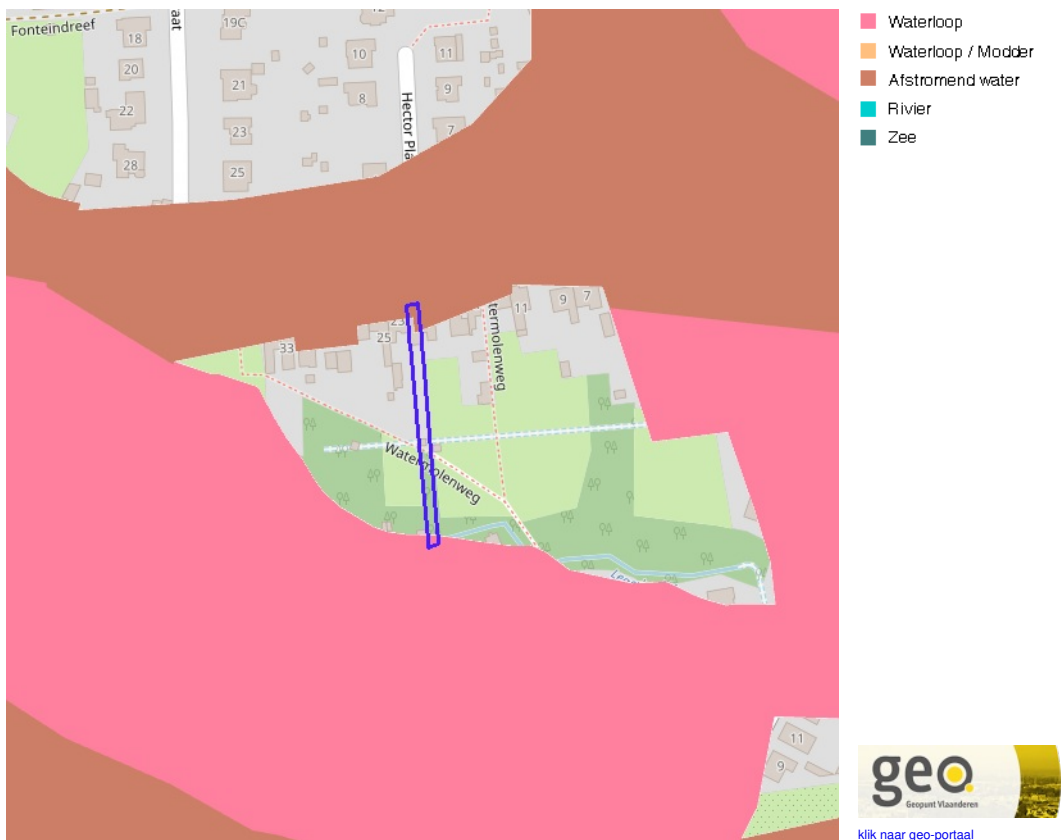 Fonteindreef
aat
19C
12
18
20
22
28
21
23
25
10
8
11
9
7
Hector Pla
Waterloop
Waterloop / Modder
Afstromend water
Rivier
Zee
33
25
23
termolenweg
11
9
7
Watermolenweg
11
9
geo.
Geopunt Vlaanderen
klik naar geo-portaal